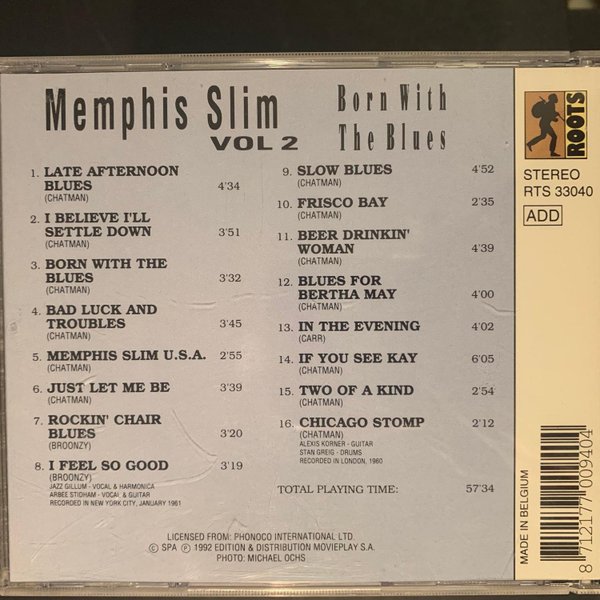 Memphis Slim
VOL 2
Born With
The Blues
1. LATE AFTERNOON
BLUES 4'34
(CHATMAN)
2. I BELIEVE I'LL
SETTLE DOWN 3'51
(CHATMAN)
3. BORN WITH THE
BLUES 3'32
(CHATMAN)
4. BAD LUCK AND
TROUBLES 3'45
(CHATMAN)
5. MEMPHIS SLIM U.S.A. 2'55
(CHATMAN)
6. JUST LET ME BE 3'39
(CHATMAN)
7. ROCKIN' CHAIR
BLUES 3'20
(BROONZY)
8. I FEEL SO GOOD 3'19
(BROONZY)
JAZZ GILLUM - VOCAL & HARMONICA
ARBEE STIDHAM - VOCAL & GUITAR
RECORDED IN NEW YORK CITY, JANUARY 1961
9. SLOW BLUES 4'52
(CHATMAN)
10. FRISCO BAY 2'35
(CHATMAN)
11. BEER DRINKIN'
WOMAN 4'39
(CHATMAN)
12. BLUES FOR
BERTHA MAY 4'00
(CHATMAN)
13. IN THE EVENING 4'02
(CARR)
14. IF YOU SEE KAY 6'05
(CHATMAN)
15. TWO OF A KIND 2'54
(CHATMAN)
16. CHICAGO STOMP 2'12
(CHATMAN)
ALEXIS KORNER - GUITAR
STAN GREIG - DRUMS
RECORDED IN LONDON, 1960
TOTAL PLAYING TIME: 57'34
LICENSED FROM: PHONOCO INTERNATIONAL LTD.
© SPA ℗ 1992 EDITION & DISTRIBUTION MOVIEPLAY S.A.
PHOTO: MICHAEL OCHS
ROOTS
STEREO
RTS 33040
ADD
MADE IN BELGIUM
8 712177 009404